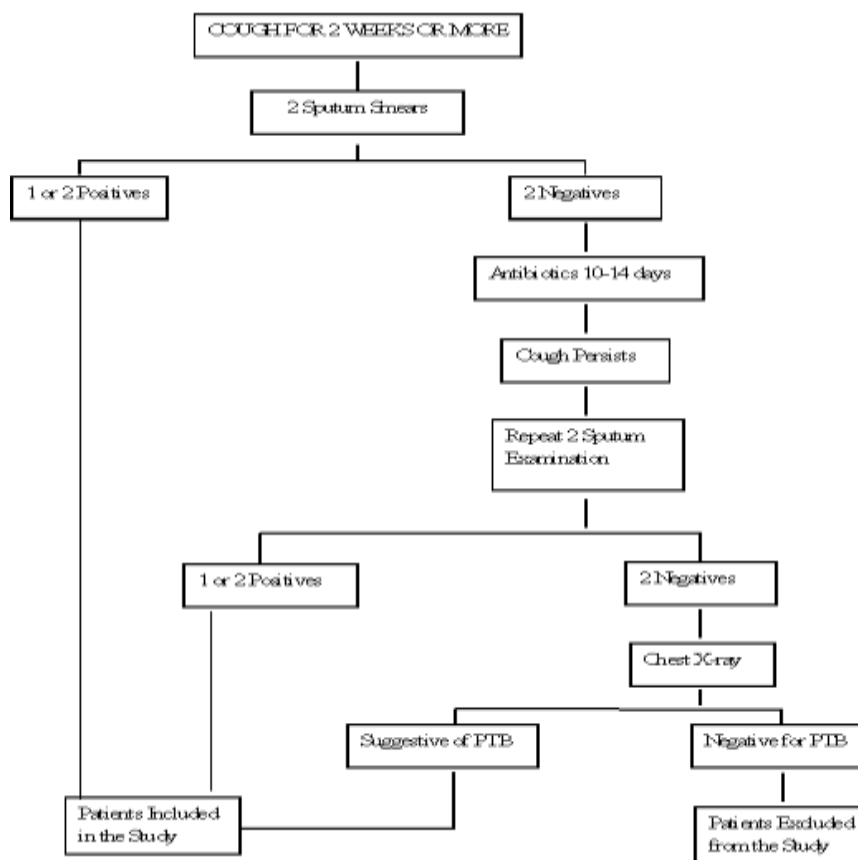 COUGH FOR 2 WEEKS OR MORE
2 Sputum Smears
1 or 2 Positives
2 Negatives
Antibiotics 10-14 days
Cough Persists
Repeat 2 Sputum
Examination
1 or 2 Positives
2 Negatives
Chest X-ray
Suggestive of PTB
Negative for PTB
Patients Included
in the Study
Patients Excluded
from the Study